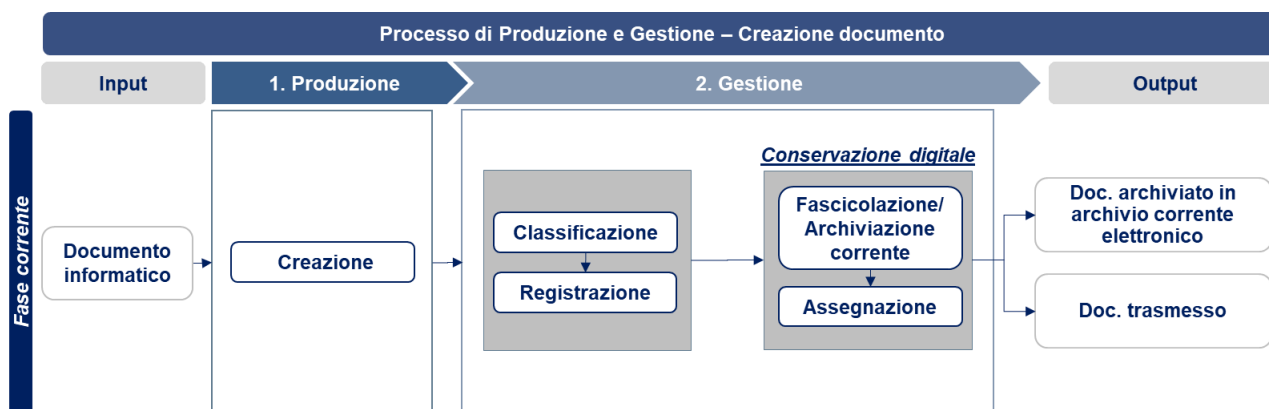 Processo di Produzione e Gestione – Creazione documento
Input
1. Produzione
2. Gestione
Output
Fase corrente
Documento
informatico
Creazione
Classificazione
Registrazione
Conservazione digitale
Fascicolazione/
Archiviazione
corrente
Assegnazione
Doc. archiviato in
archivio corrente
elettronico
Doc. trasmesso